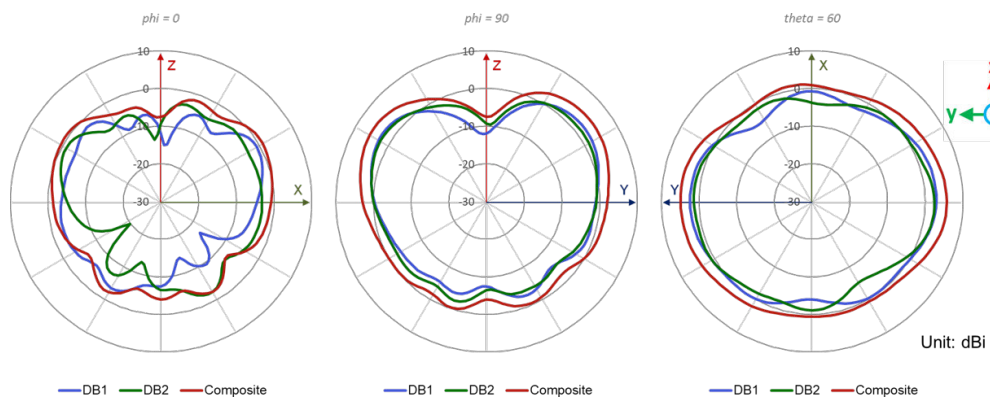 phi = 0
phi = 90
theta = 60
10
Z
0
-10
-20
-30
X
10
Z
0
-10
-20
-30
Y
10
X
0
-10
-20
-30
Y
y
Unit: dBi
DB1 DB2 Composite
DB1 DB2 Composite
DB1 DB2 Composite